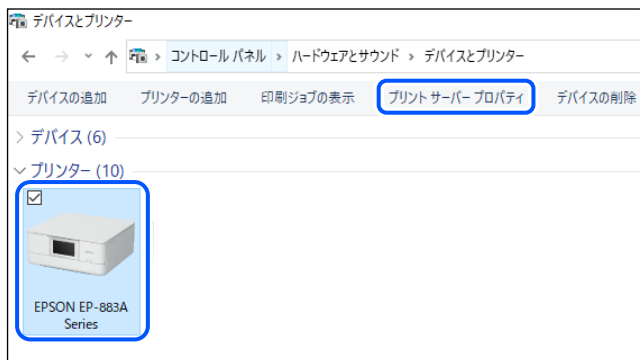 デバイスとプリンター
コントロール パネル › ハードウェアとサウンド › デバイスとプリンター
デバイスの追加 プリンターの追加 印刷ジョブの表示 プリント サーバー プロパティ デバイスの削除
デバイス (6)
プリンター (10)
EPSON EP-883A
Series